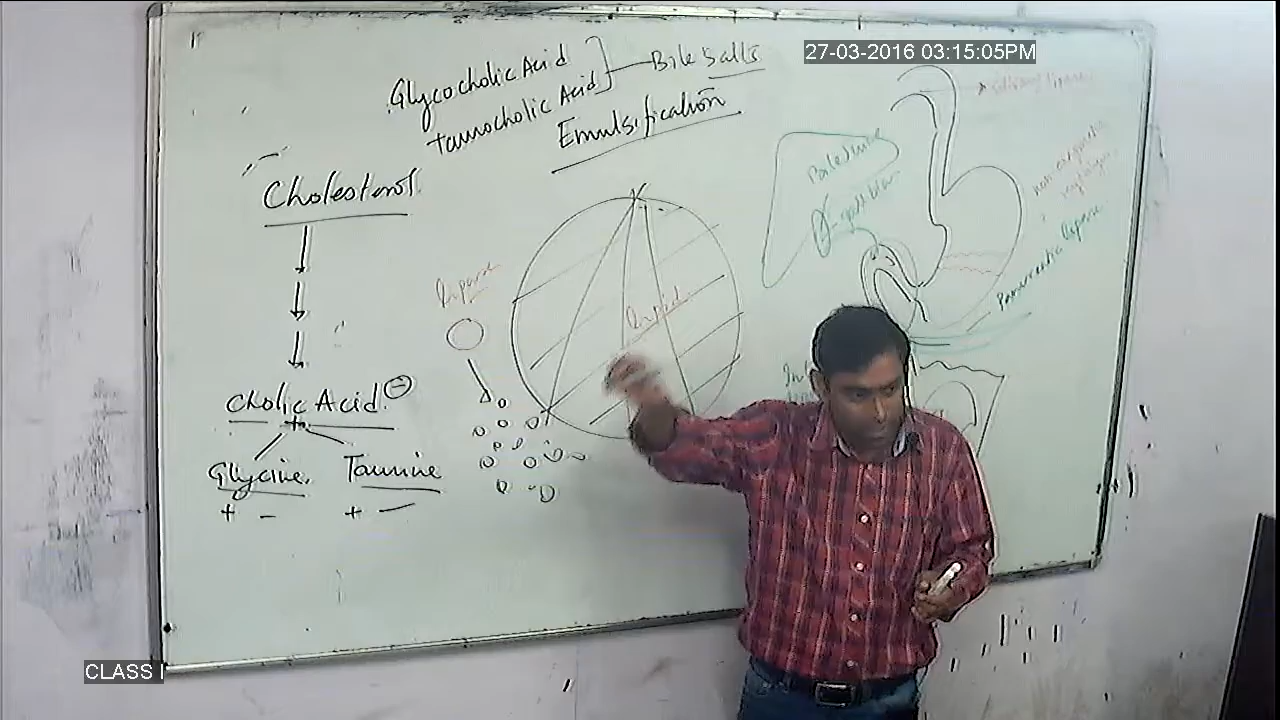 27-03-2016 03:15:05PM
Glycocholic Acid
Taurocholic Acid
Bile Salts
Emulsification
Cholesterol
Lipase
Lipid
Pancreatic lipase
Cholic Acid
+
Glycine
Taurine
+ -
+ -
CLASS I